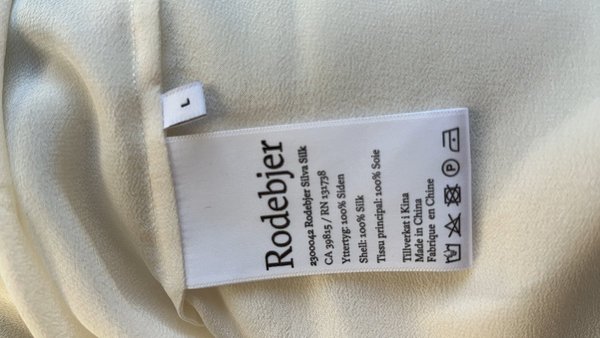 L
Rodebjer
2300042 Rodebjer Silva Silk
CA 39815 / RN 131738
Yttertyg: 100% Siden
Shell: 100% Silk
Tissu principal: 100% Soie
Tillverkat i Kina
Made in China
Fabrique en Chine
P